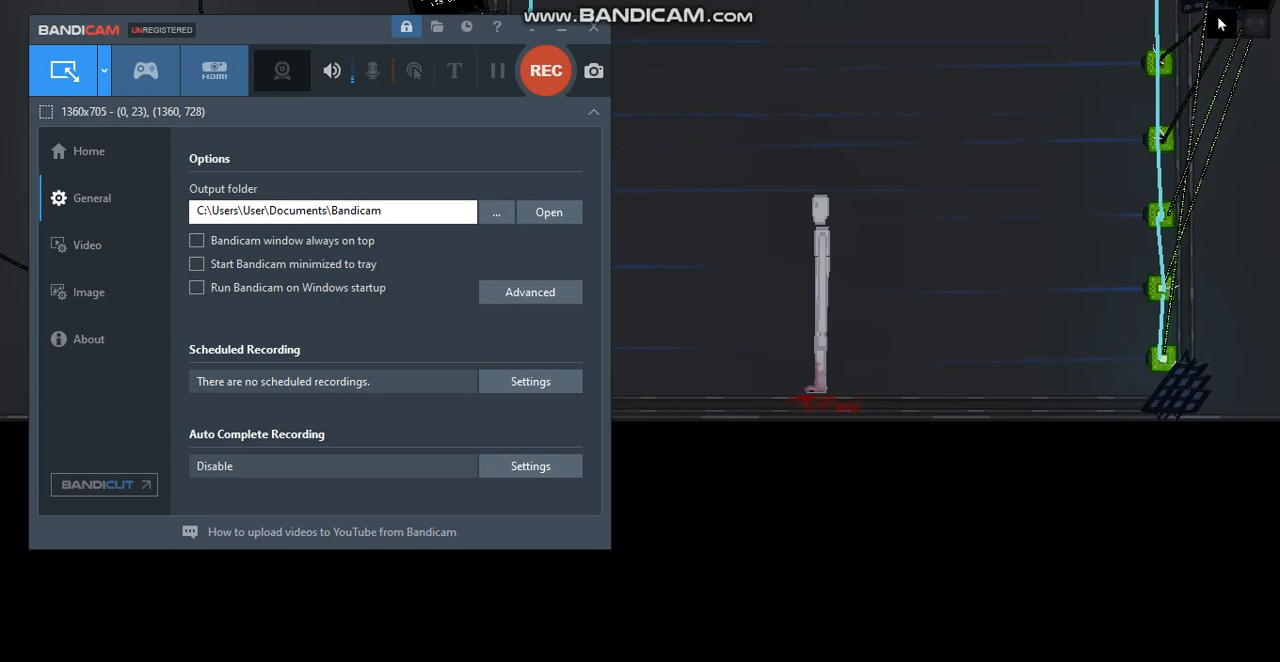 www.BANDICAM.com
BANDICAM UNREGISTERED
?
HDMI
T
REC
1360x705 - (0, 23), (1360, 728)
Home
General
Video
Image
About
BANDICUT
Options
Output folder
C:\Users\User\Documents\Bandicam
...
Open
Bandicam window always on top
Start Bandicam minimized to tray
Run Bandicam on Windows startup
Advanced
Scheduled Recording
There are no scheduled recordings.
Settings
Auto Complete Recording
Disable
Settings
How to upload videos to YouTube from Bandicam